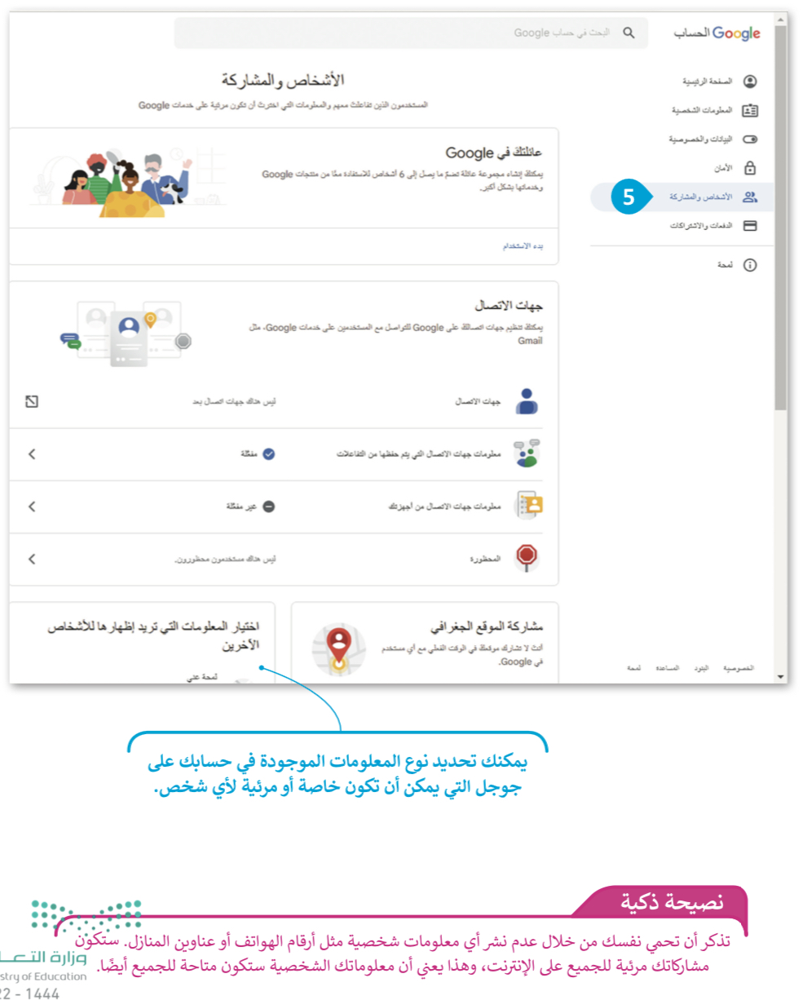 Google الحساب
البحث في حساب Google
الصفحة الرئيسية
المعلومات الشخصية
البيانات والخصوصية
الأمان
الأشخاص والمشاركة
5
الدفعات والاشتراكات
لمحة
الأشخاص والمشاركة
المستخدمون الذين تفاعلت معهم والمعلومات التي اخترت أن تكون مرئية على خدمات Google
عائلتك في Google
يمكنك إنشاء مجموعة عائلة تضمّ ما يصل إلى 6 أشخاص للاستفادة معًا من منتجات Google
وخدماتها بشكل أكبر.
بدء الاستخدام
جهات الاتصال
يمكنك تنظيم جهات اتصالك على Google للتراصل مع المستخدمين على خدمات Google، مثل
Gmail
جهات الاتصال
ليس هناك جهات اتصال بعد
معلومات جهات الاتصال التي يتم حفظها من التفاعلات
مفعّلة
معلومات جهات الاتصال من أجهزتك
غير مفعّلة
المحظورة
ليس هناك مستخدمون محظورون.
مشاركة الموقع الجغرافي
أنت لا تشارك موقعك في الوقت الفعلي مع أي مستخدم
في Google.
اختيار المعلومات التي تريد إظهارها للأشخاص
الآخرين
لمحة عني
الخصوصية البنود المساعدة لمحة
يمكنك تحديد نوع المعلومات الموجودة في حسابك على
جوجل التي يمكن أن تكون خاصة أو مرئية لأي شخص.
نصيحة ذكية
تذكر أن تحمي نفسك من خلال عدم نشر أي معلومات شخصية مثل أرقام الهواتف أو عناوين المنازل. ستكون
مشاركاتك مرئية للجميع على الإنترنت، وهذا يعني أن معلوماتك الشخصية ستكون متاحة للجميع أيضًا.
وزارة التعـ
stry of Education
22 - 1444